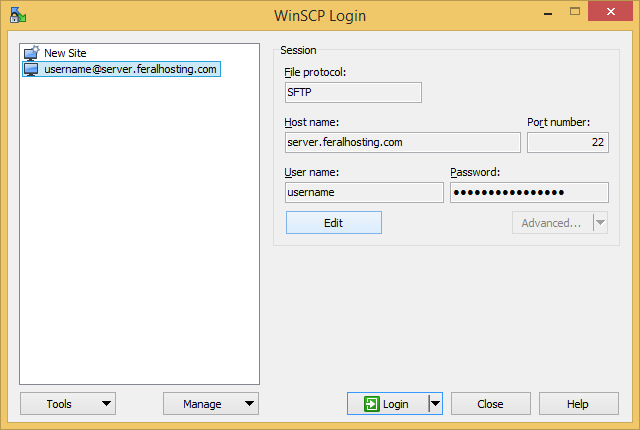 WinSCP Login
New Site
username@server.feralhosting.com
Session
File protocol:
SFTP
Host name:
Port number:
server.feralhosting.com
22
User name:
Password:
username
●●●●●●●●●●●●●●●●
Edit
Advanced...
Tools
Manage
Login
Close
Help